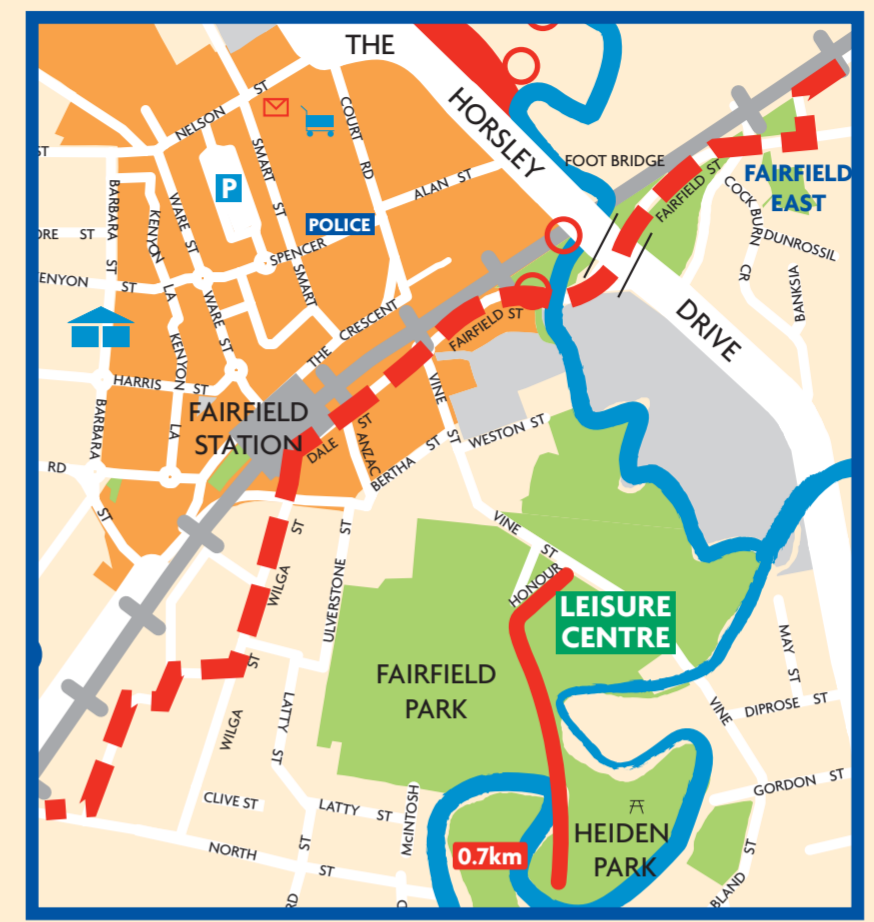 THE
HORSLEY
DRIVE
FOOT BRIDGE
FAIRFIELD
EAST
NELSON ST
COURT RD
SMART ST
SMART
ALAN ST
P
POLICE
SPENCER
ST
BARBARA ST
KENYON LA
WARE ST
ORE ST
ENYON ST
WARE ST
KENYON LA
THE CRESCENT
FAIRFIELD ST
FAIRFIELD ST
COCK BURN CR
DUNROSSIL
BANKSIA
HARRIS ST
BARBARA
ST
RD
FAIRFIELD
STATION
DALE ST
ANZAC
BERTHA ST
VINE ST
WESTON ST
VINE ST
HONOUR
LEISURE
CENTRE
WILGA ST
ULVERSTONE ST
FAIRFIELD
PARK
WILGA ST
LATTY ST
MAY ST
VINE
DIPROSE ST
GORDON ST
CLIVE ST
LATTY ST
McINTOSH
NORTH ST
ST
RD
0.7km
HEIDEN
PARK
BLAND ST